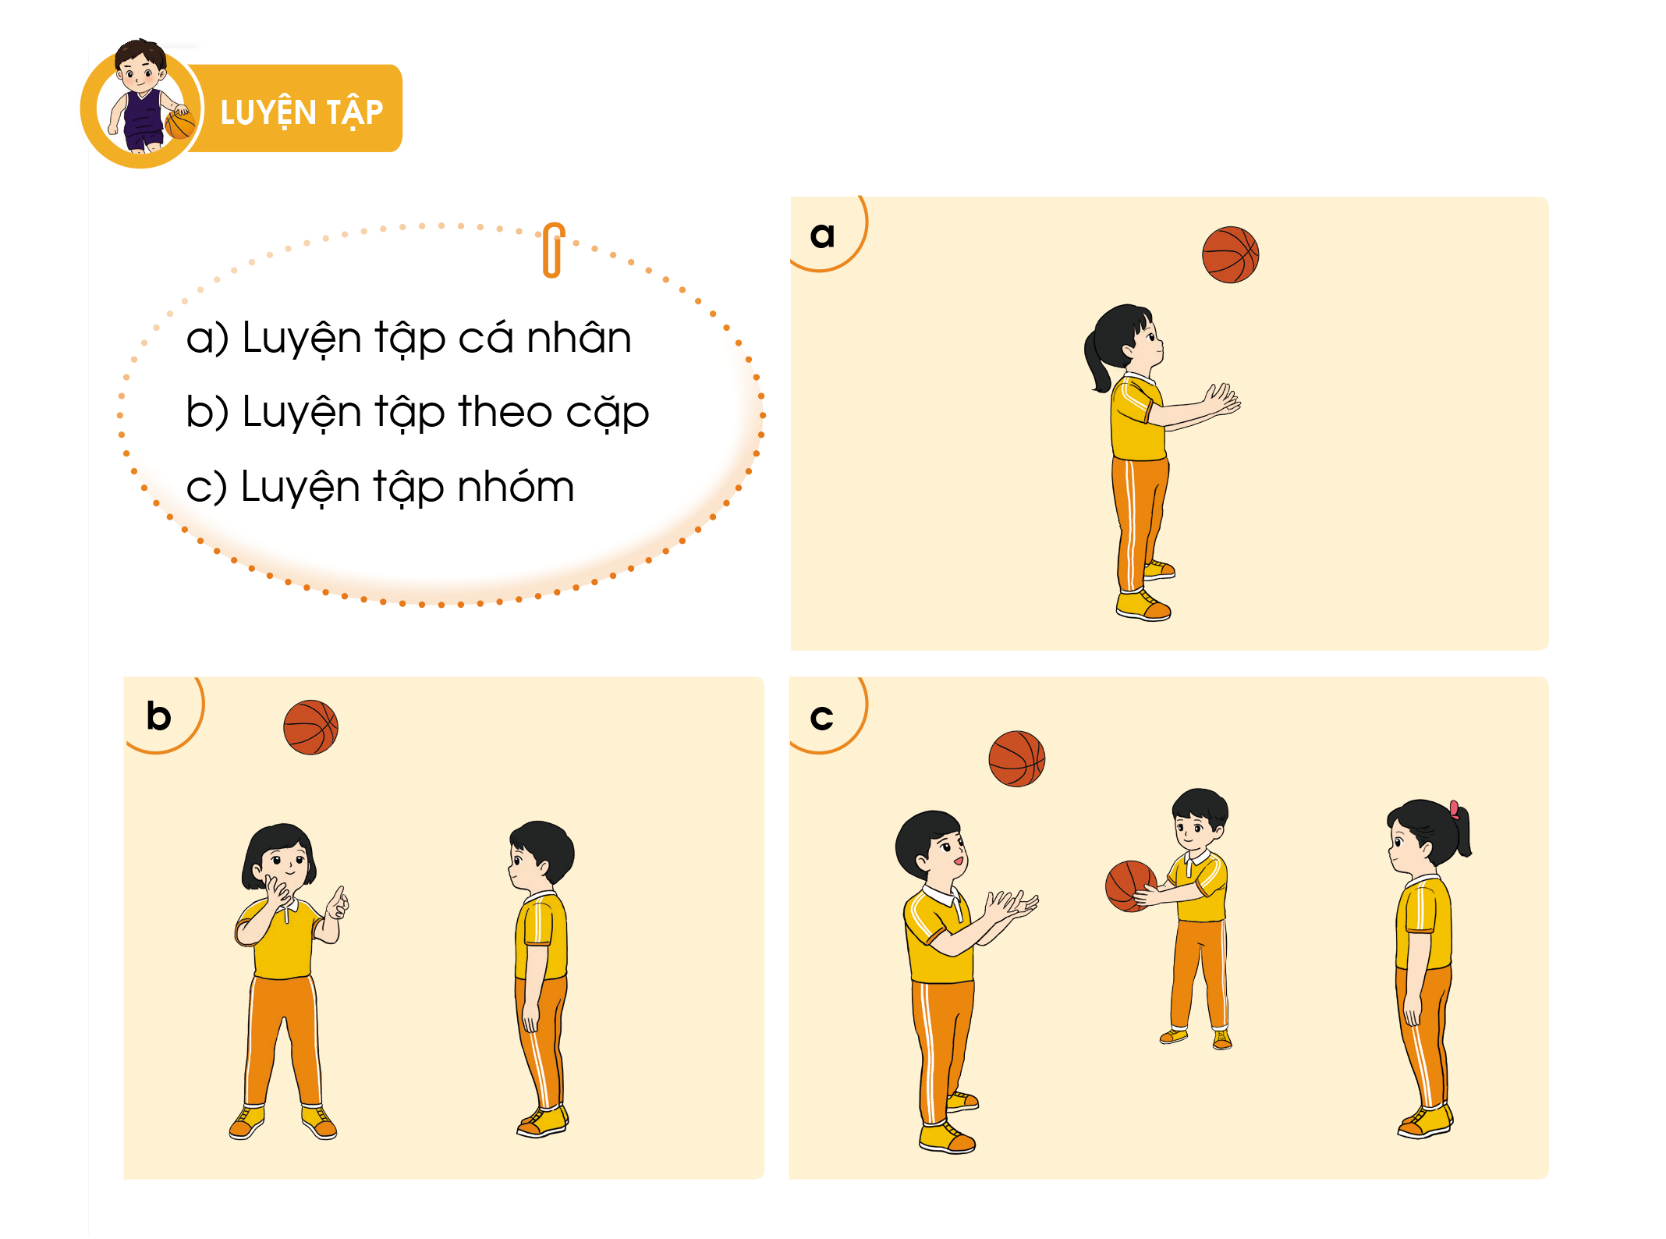 LUYỆN TẬP
a) Luyện tập cá nhân
b) Luyện tập theo cặp
c) Luyện tập nhóm
a
b
c